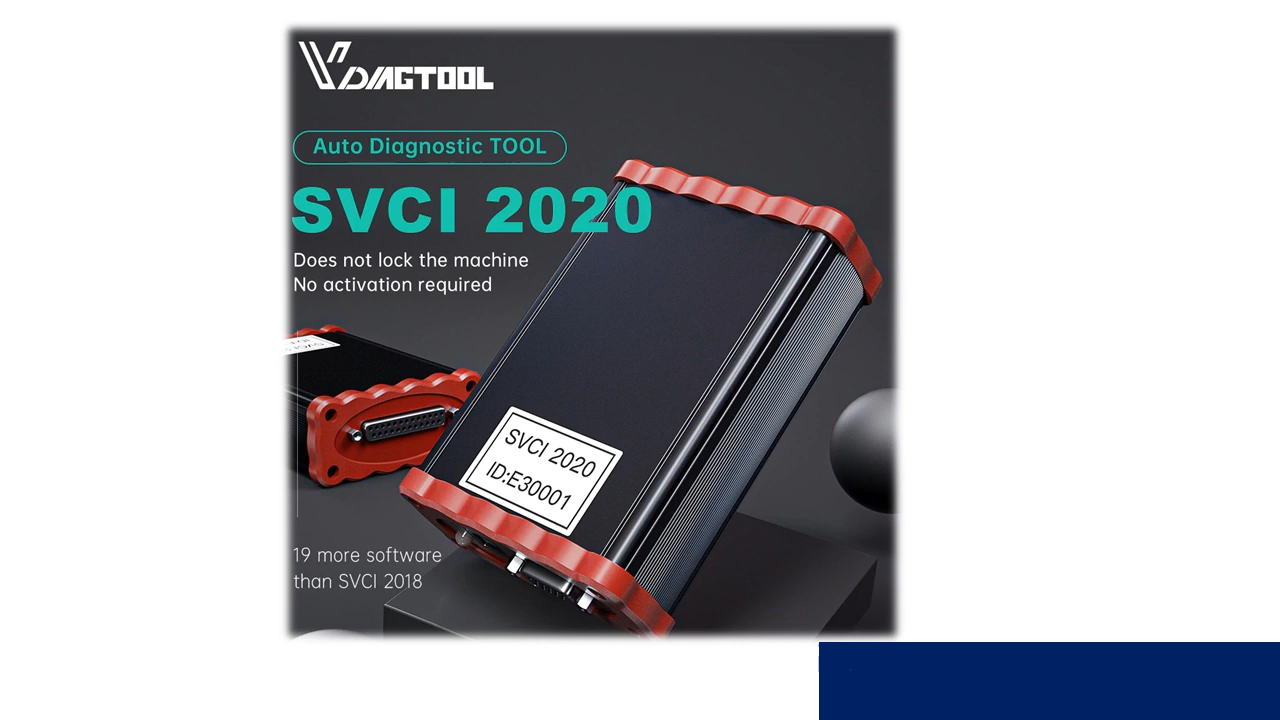 VDIAGTOOL
Auto Diagnostic TOOL
SVCI 2020
Does not lock the machine
No activation required
SVCI 2020
ID:E30001
19 more software
than SVCI 2018